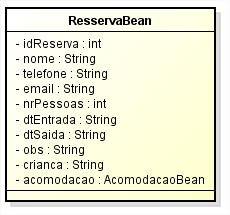 RresservaBean
- idReserva : int
- nome : String
- telefone : String
- email : String
- nrPessoas : int
- dtEntrada : String
- dtSaida : String
- obs : String
- crianca : String
- acomodacao : AcomodacaoBean